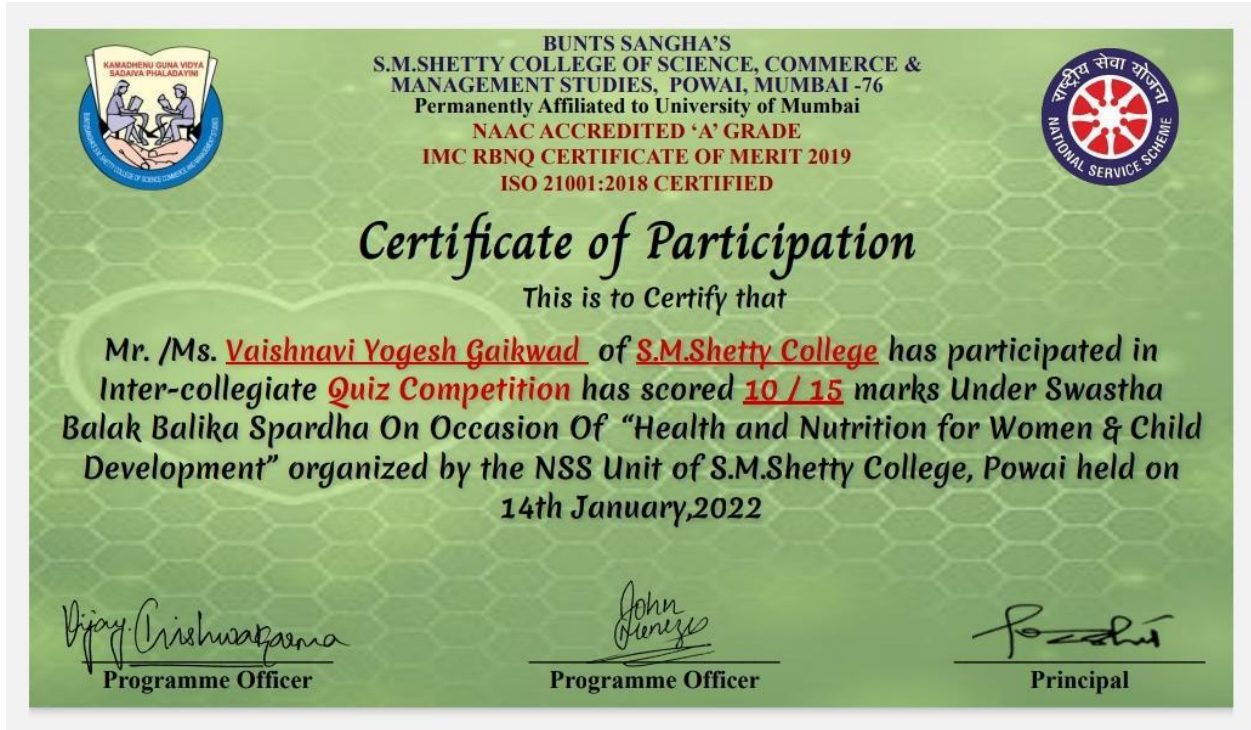 KAMADHENU GUNA VIDYA
SADAIVA PHALADAYINI
BUNTS SANGHA'S
S.M.SHETTY COLLEGE OF SCIENCE, COMMERCE &
MANAGEMENT STUDIES, POWAI, MUMBAI -76
Permanently Affiliated to University of Mumbai
NAAC ACCREDITED ‘A’ GRADE
IMC RBNQ CERTIFICATE OF MERIT 2019
ISO 21001:2018 CERTIFIED
राष्ट्रीय सेवा योजना
NATIONAL SERVICE SCHEME
Certificate of Participation
This is to Certify that
Mr. /Ms. Vaishnavi Yogesh Gaikwad of S.M.Shetty College has participated in
Inter-collegiate Quiz Competition has scored 10 / 15 marks Under Swastha
Balak Balika Spardha On Occasion Of “Health and Nutrition for Women & Child
Development” organized by the NSS Unit of S.M.Shetty College, Powai held on
14th January,2022
Vijay
John
Programme Officer
Programme Officer
Principal